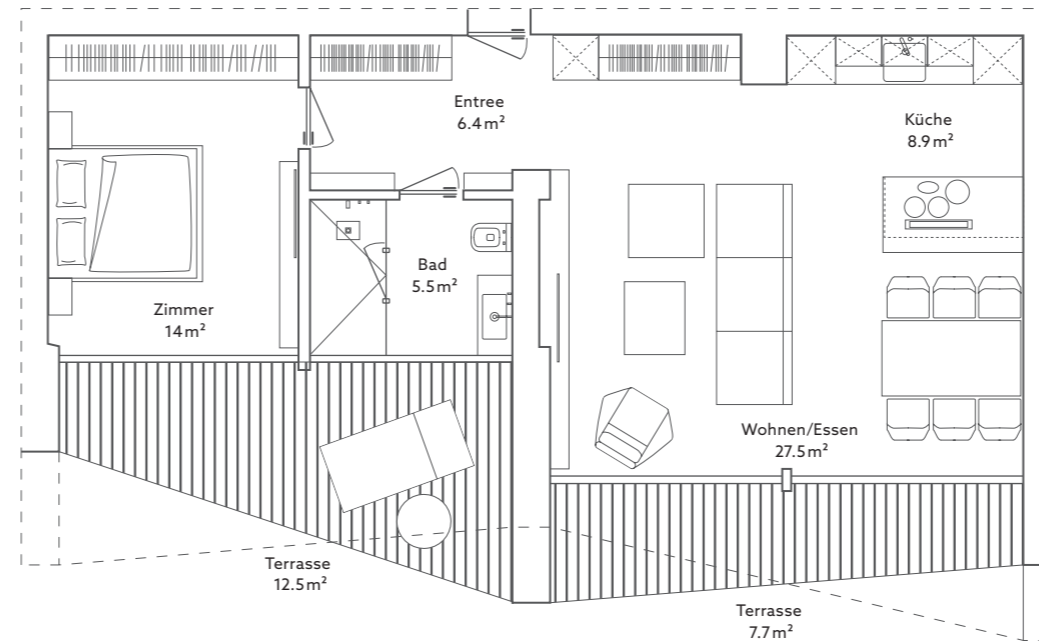 Entree
6.4 m²
Küche
8.9 m²
Bad
5.5 m²
Zimmer
14 m²
Wohnen/Essen
27.5 m²
Terrasse
12.5 m²
Terrasse
7.7 m²